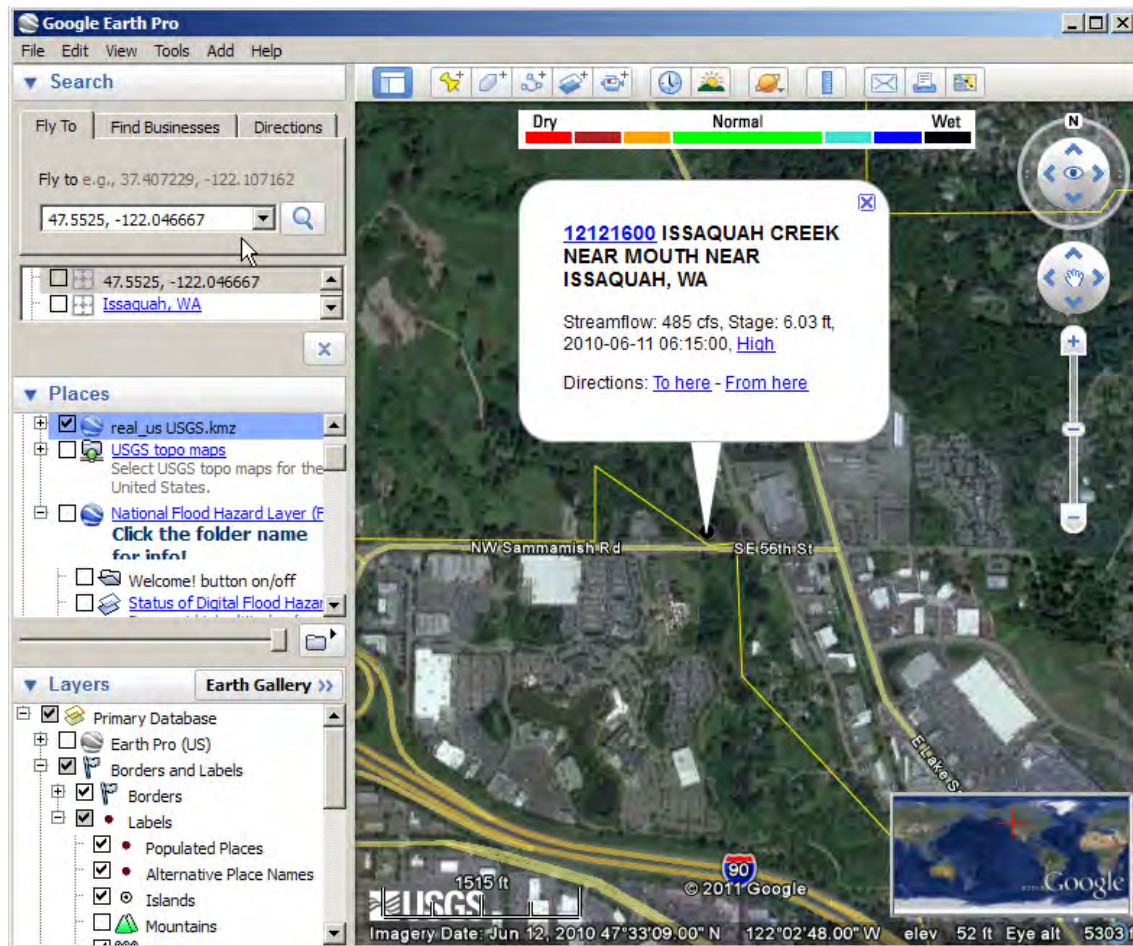 Google Earth Pro
File Edit View Tools Add Help
Search
Fly To Find Businesses Directions
Fly to e.g., 37.407229, -122.107162
47.5525, -122.046667
47.5525, -122.046667
Issaquah, WA
Places
real_us USGS.kmz
USGS topo maps
Select USGS topo maps for the
United States.
National Flood Hazard Layer (F
Click the folder name
for info!
Welcome! button on/off
Status of Digital Flood Hazar
Layers
Earth Gallery >>
Primary Database
Earth Pro (US)
Borders and Labels
Borders
Labels
Populated Places
Alternative Place Names
Islands
Mountains
Dry Normal Wet
N
12121600 ISSAQUAH CREEK
NEAR MOUTH NEAR
ISSAQUAH, WA
Streamflow: 485 cfs, Stage: 6.03 ft,
2010-06-11 06:15:00, High
Directions: To here - From here
NW Sammamish Rd
SE 56th St
E Lake S
90
1515 ft
USGS
© 2011 Google
Google
Imagery Date: Jun 12, 2010 47°33'09.00" N 122°02'48.00" W elev 52 ft Eye alt 5303 f